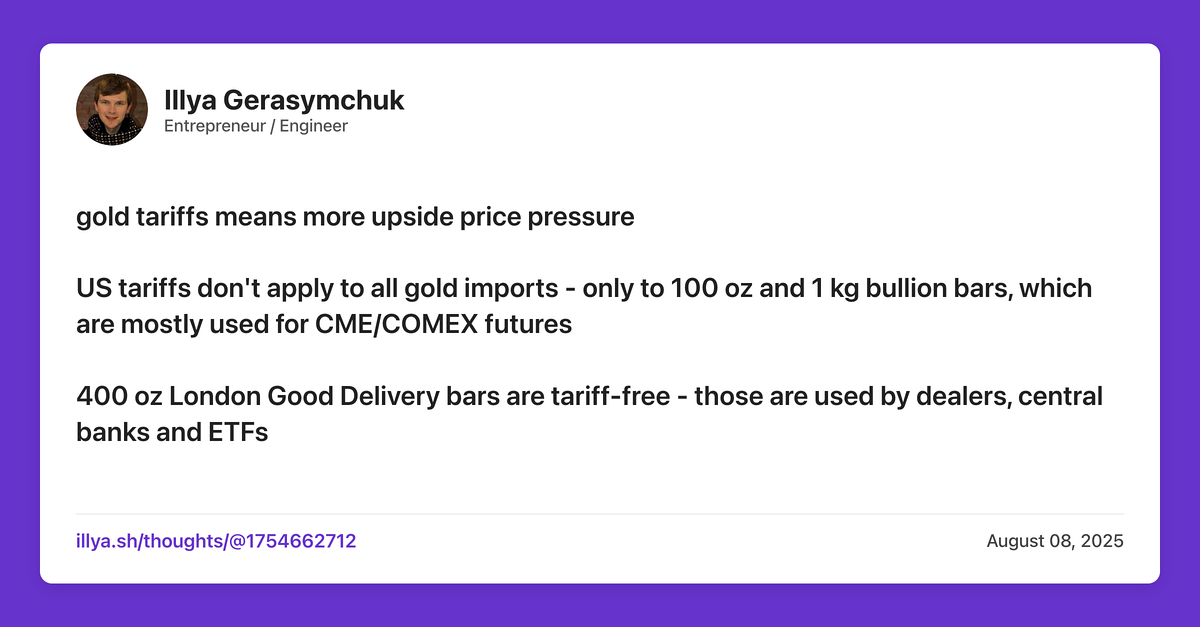 Illya Gerasymchuk
Entrepreneur / Engineer
gold tariffs means more upside price pressure
US tariffs don't apply to all gold imports - only to 100 oz and 1 kg bullion bars, which
are mostly used for CME/COMEX futures
400 oz London Good Delivery bars are tariff-free - those are used by dealers, central
banks and ETFs
illya.sh/thoughts/@1754662712
August 08, 2025